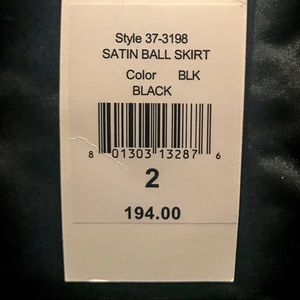 Style 37-3198
SATIN BALL SKIRT
Color BLK
BLACK
8 01303 13287 6
2
194.00